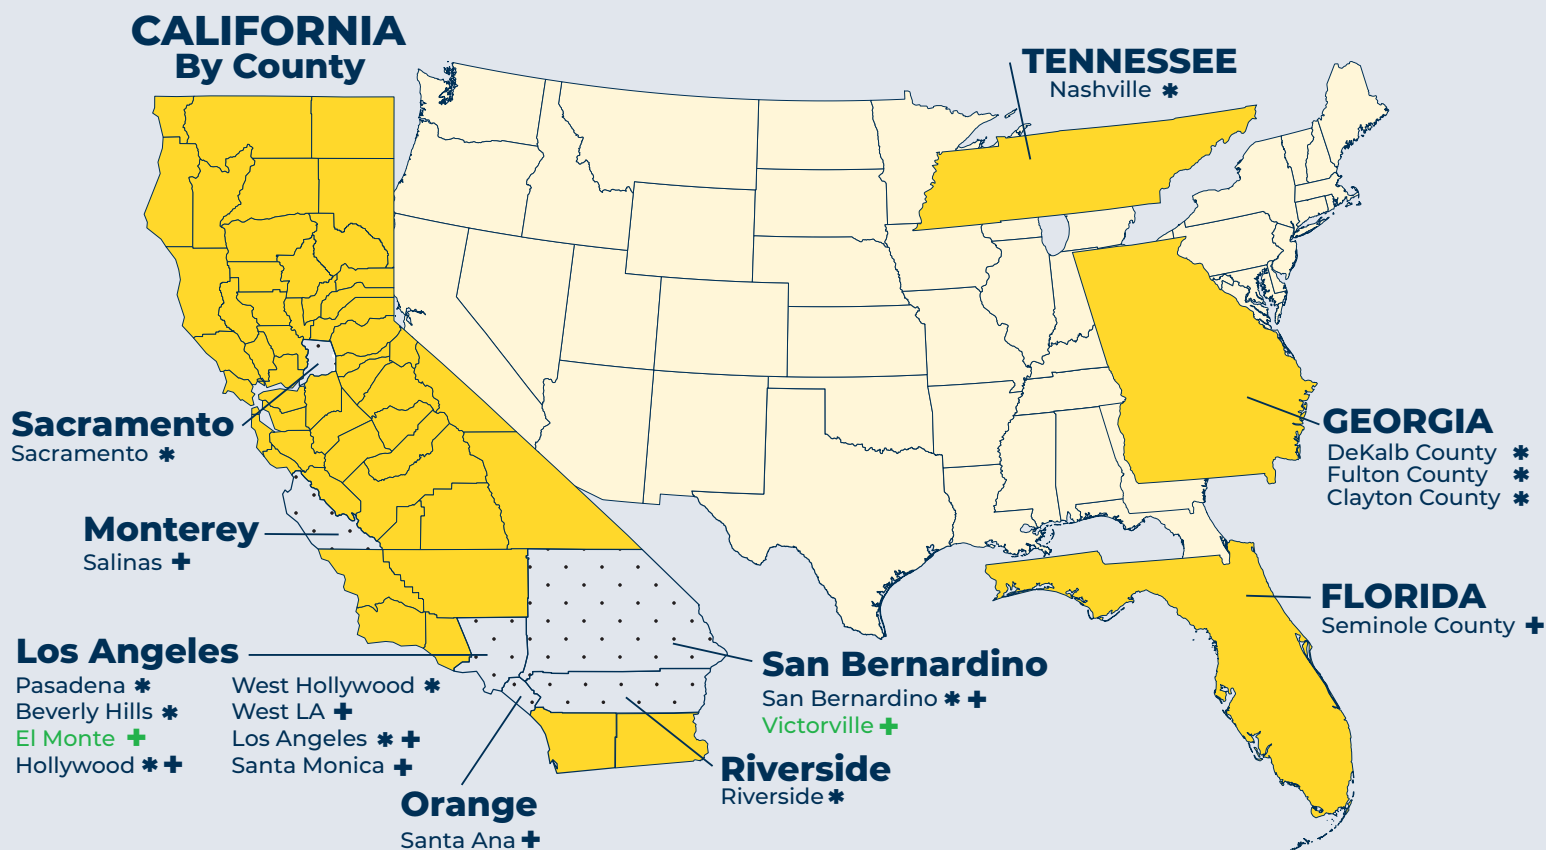 CALIFORNIA
By County
TENNESSEE
Nashville *
Sacramento
Sacramento *
GEORGIA
DeKalb County *
Fulton County *
Clayton County *
Monterey
Salinas +
FLORIDA
Seminole County +
Los Angeles
Pasadena *
Beverly Hills *
El Monte +
Hollywood * +
West Hollywood *
West LA +
Los Angeles * +
Santa Monica +
San Bernardino
San Bernardino * +
Victorville +
Riverside
Riverside *
Orange
Santa Ana +